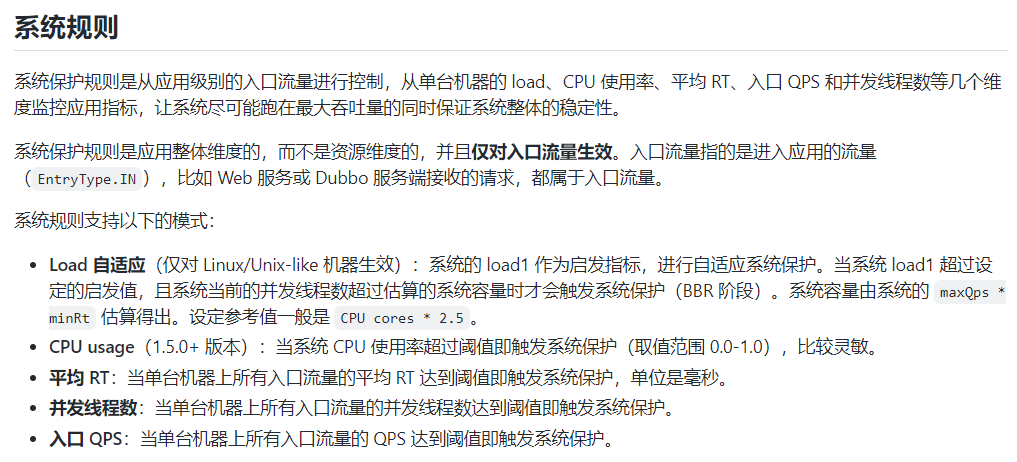 系统规则
系统保护规则是从应用级别的入口流量进行控制，从单台机器的 load、CPU 使用率、平均 RT、入口 QPS 和并发线程数等几个维
度监控应用指标，让系统尽可能跑在最大吞吐量的同时保证系统整体的稳定性。
系统保护规则是应用整体维度的，而不是资源维度的，并且仅对入口流量生效。入口流量指的是进入应用的流量
（EntryType.IN），比如 Web 服务或 Dubbo 服务端接收的请求，都属于入口流量。
系统规则支持以下的模式：
• Load 自适应（仅对 Linux/Unix-like 机器生效）：系统的 load1 作为启发指标，进行自适应系统保护。当系统 load1 超过设
定的启发值，且系统当前的并发线程数超过估算的系统容量时才会触发系统保护（BBR 阶段）。系统容量由系统的 maxQps *
minRt 估算得出。设定参考值一般是 CPU cores * 2.5。
• CPU usage（1.5.0+ 版本）：当系统 CPU 使用率超过阈值即触发系统保护（取值范围 0.0-1.0），比较灵敏。
• 平均 RT：当单台机器上所有入口流量的平均 RT 达到阈值即触发系统保护，单位是毫秒。
• 并发线程数：当单台机器上所有入口流量的并发线程数达到阈值即触发系统保护。
• 入口 QPS：当单台机器上所有入口流量的 QPS 达到阈值即触发系统保护。